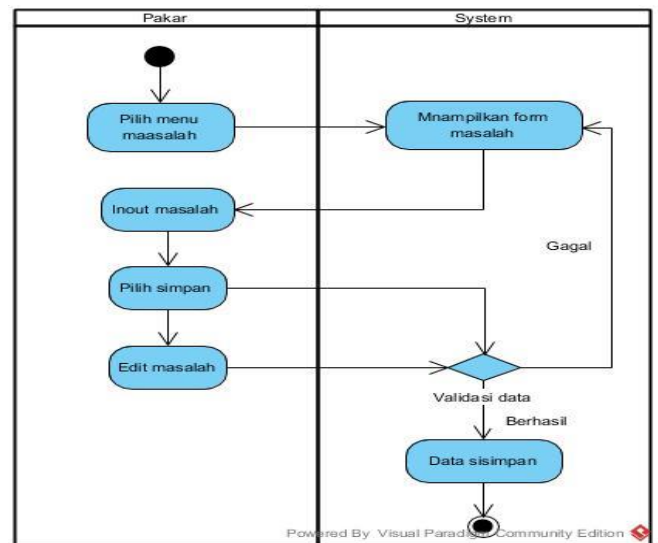 Pakar
System
Pilih menu
maasalah
Mnampilkan form
masalah
Inout masalah
Gagal
Pilih simpan
Edit masalah
Validasi data
Berhasil
Data sisimpan
Powered By Visual Paradigm Community Edition